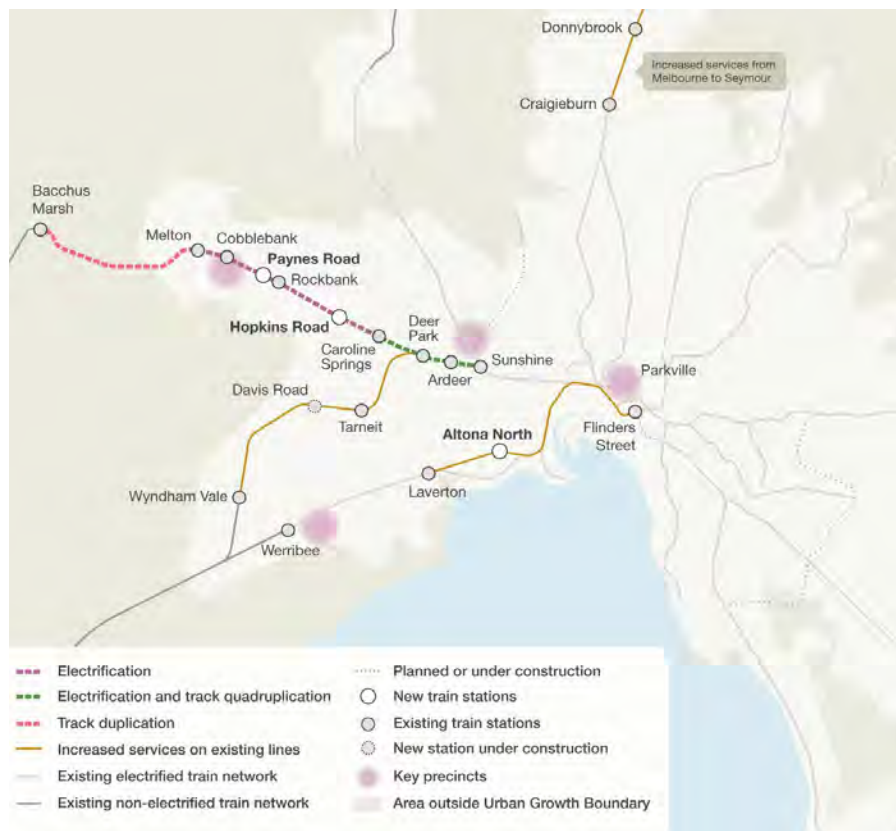 Donnybrook
Increased services from
Melbourne to Seymour
Craigieburn
Bacchus
Marsh
Melton
Cobblebank
Paynes Road
Rockbank
Hopkins Road
Deer
Park
Caroline
Springs
Sunshine
Ardeer
Parkville
Davis Road
Tarneit
Flinders
Street
Altona North
Laverton
Wyndham Vale
Werribee
Electrification
Electrification and track quadruplication
Track duplication
Increased services on existing lines
Existing electrified train network
Existing non-electrified train network
Planned or under construction
New train stations
Existing train stations
New station under construction
Key precincts
Area outside Urban Growth Boundary